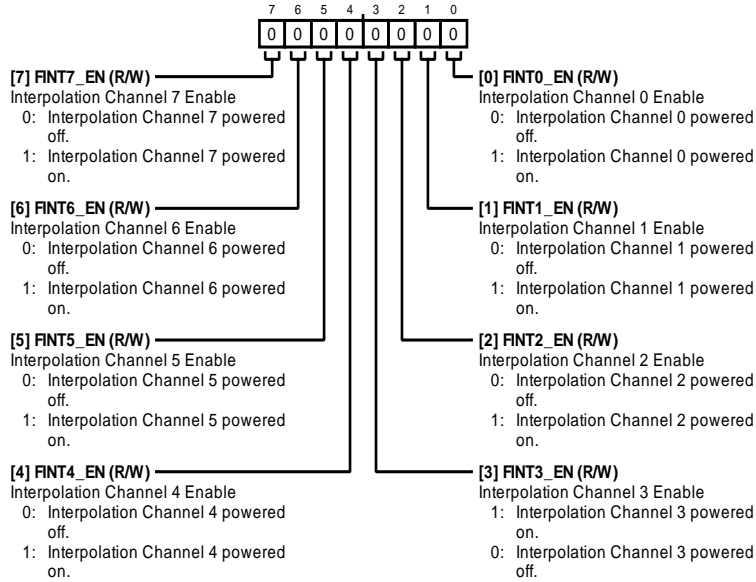 7 6 5 4 3 2 1 0
0 0 0 0 0 0 0 0
[7] FINT7_EN (R/W)
Interpolation Channel 7 Enable
0: Interpolation Channel 7 powered
off.
1: Interpolation Channel 7 powered
on.
[6] FINT6_EN (R/W)
Interpolation Channel 6 Enable
0: Interpolation Channel 6 powered
off.
1: Interpolation Channel 6 powered
on.
[5] FINT5_EN (R/W)
Interpolation Channel 5 Enable
0: Interpolation Channel 5 powered
off.
1: Interpolation Channel 5 powered
on.
[4] FINT4_EN (R/W)
Interpolation Channel 4 Enable
0: Interpolation Channel 4 powered
off.
1: Interpolation Channel 4 powered
on.
[0] FINT0_EN (R/W)
Interpolation Channel 0 Enable
0: Interpolation Channel 0 powered
off.
1: Interpolation Channel 0 powered
on.
[1] FINT1_EN (R/W)
Interpolation Channel 1 Enable
0: Interpolation Channel 1 powered
off.
1: Interpolation Channel 1 powered
on.
[2] FINT2_EN (R/W)
Interpolation Channel 2 Enable
0: Interpolation Channel 2 powered
off.
1: Interpolation Channel 2 powered
on.
[3] FINT3_EN (R/W)
Interpolation Channel 3 Enable
1: Interpolation Channel 3 powered
on.
0: Interpolation Channel 3 powered
off.